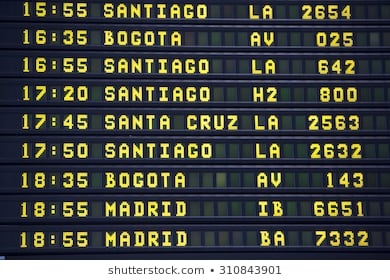 15:55 SANTIAGO LA 2654
16:35 BOGOTA AV 025
16:55 SANTIAGO LA 642
17:20 SANTIAGO H2 800
17:45 SANTA CRUZ LA 2563
17:50 SANTIAGO LA 2632
18:35 BOGOTA AV 143
18:55 MADRID IB 6651
18:55 MADRID BA 7332
shutterstock.com · 310843901